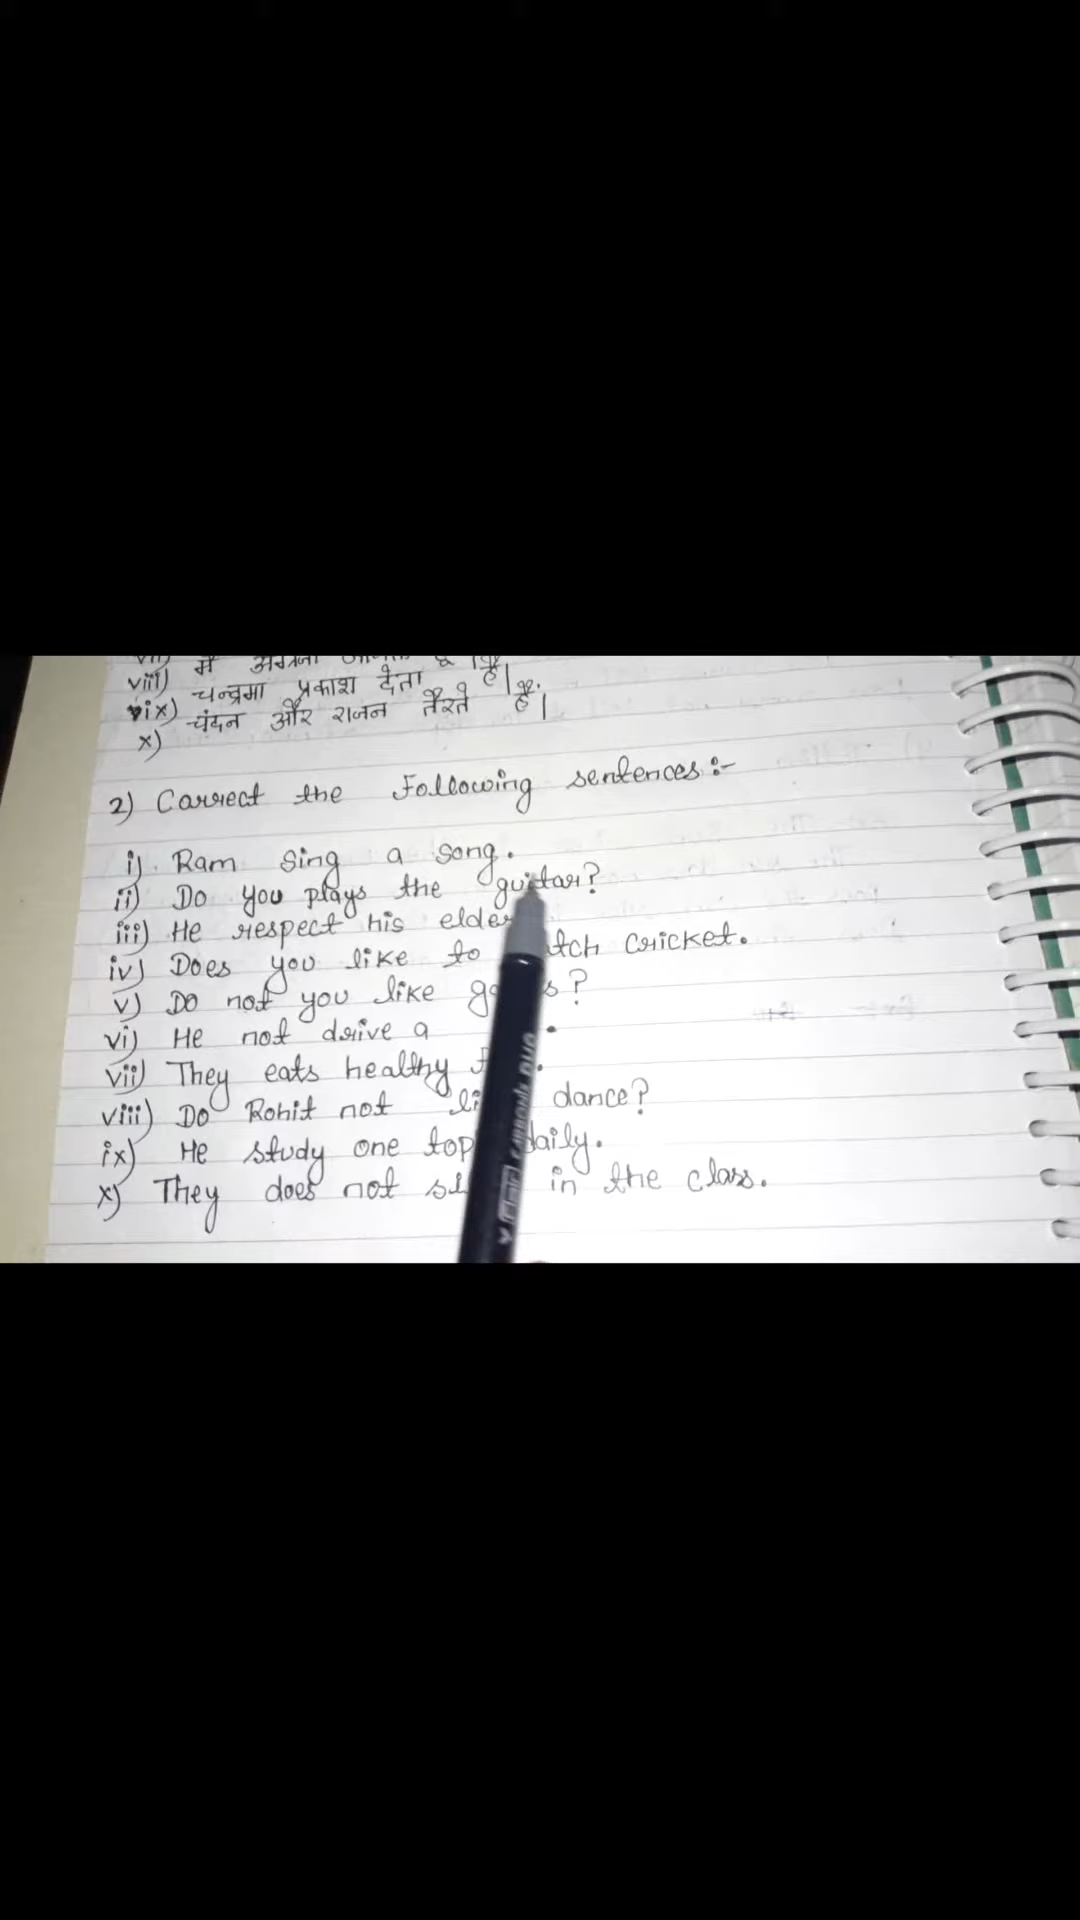 viii) में
vix) चन्द्रमा प्रकाश देता है|
x) चंदन और राजन तैरते हैं|
2) Correct the Following sentences:-
i) Ram sing a song.
ii) Do you plays the guitar?
iii) He respect his
iv) Does you like to cricket.
v) Do not you like
vi) He not drive a
vii) They eats healthy
viii) Do Rohit not dance?
ix) He study one daily.
x) They does not in the class.